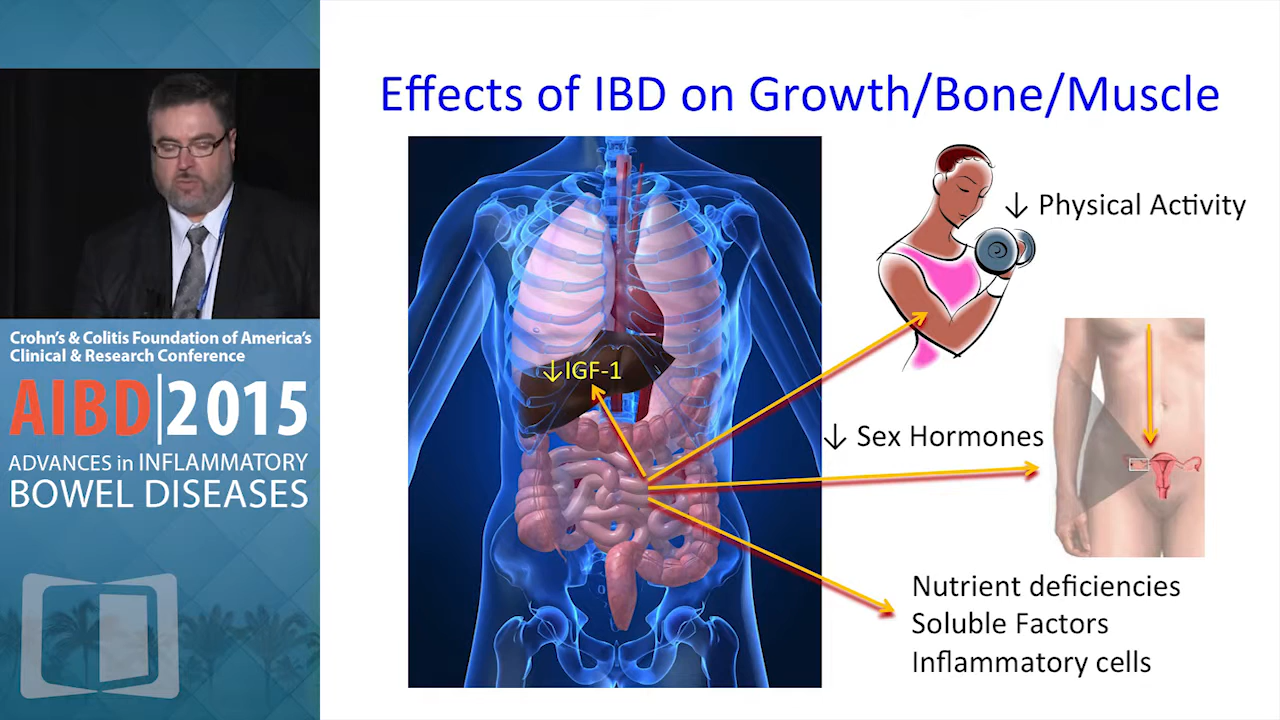 Effects of IBD on Growth/Bone/Muscle
↓ Physical Activity
↓IGF-1
↓ Sex Hormones
Nutrient deficiencies
Soluble Factors
Inflammatory cells
Crohn's & Colitis Foundation of America's
Clinical & Research Conference
AIBD|2015
ADVANCES in INFLAMMATORY
BOWEL DISEASES